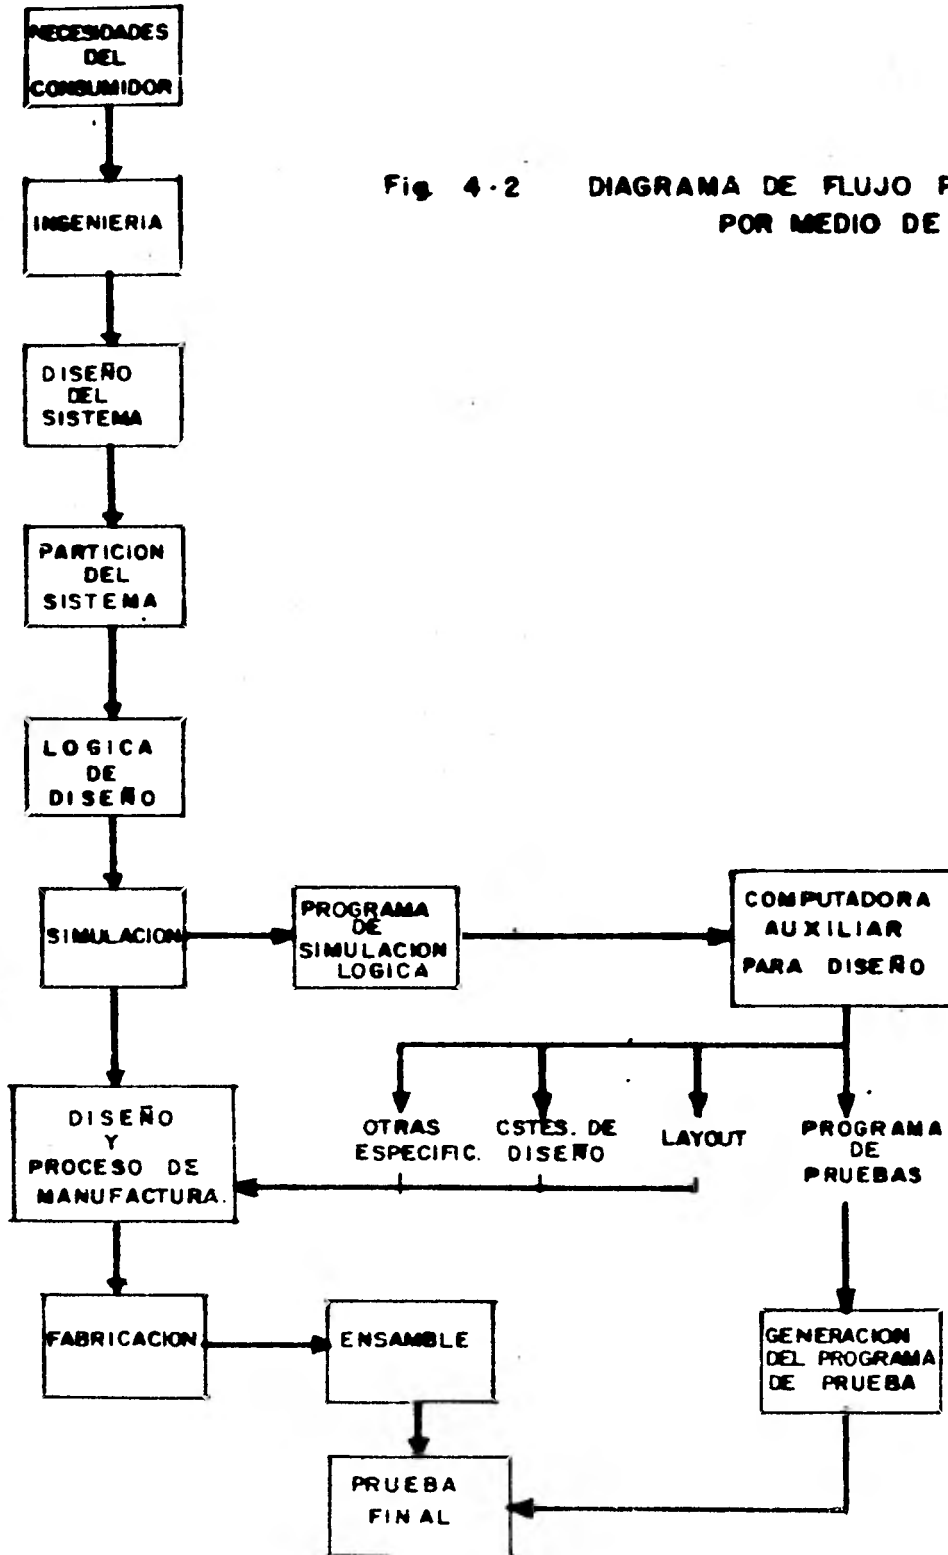 NECESIDADES
DEL
CONSUMIDOR
Fig. 4-2 DIAGRAMA DE FLUJO
POR MEDIO DE
INGENIERIA
DISEÑO
DEL
SISTEMA
PARTICION
DEL
SISTEMA
LOGICA
DE
DISEÑO
SIMULACION
PROGRAMA
DE
SIMULACION
LOGICA
COMPUTADORA
AUXILIAR
PARA DISEÑO
DISEÑO
Y
PROCESO DE
MANUFACTURA.
OTRAS
ESPECIFIC.
CSTES. DE
DISEÑO
LAYOUT
PROGRAMA
DE
PRUEBAS
FABRICACION
ENSAMBLE
GENERACION
DEL PROGRAMA
DE PRUEBA
PRUEBA
FINAL